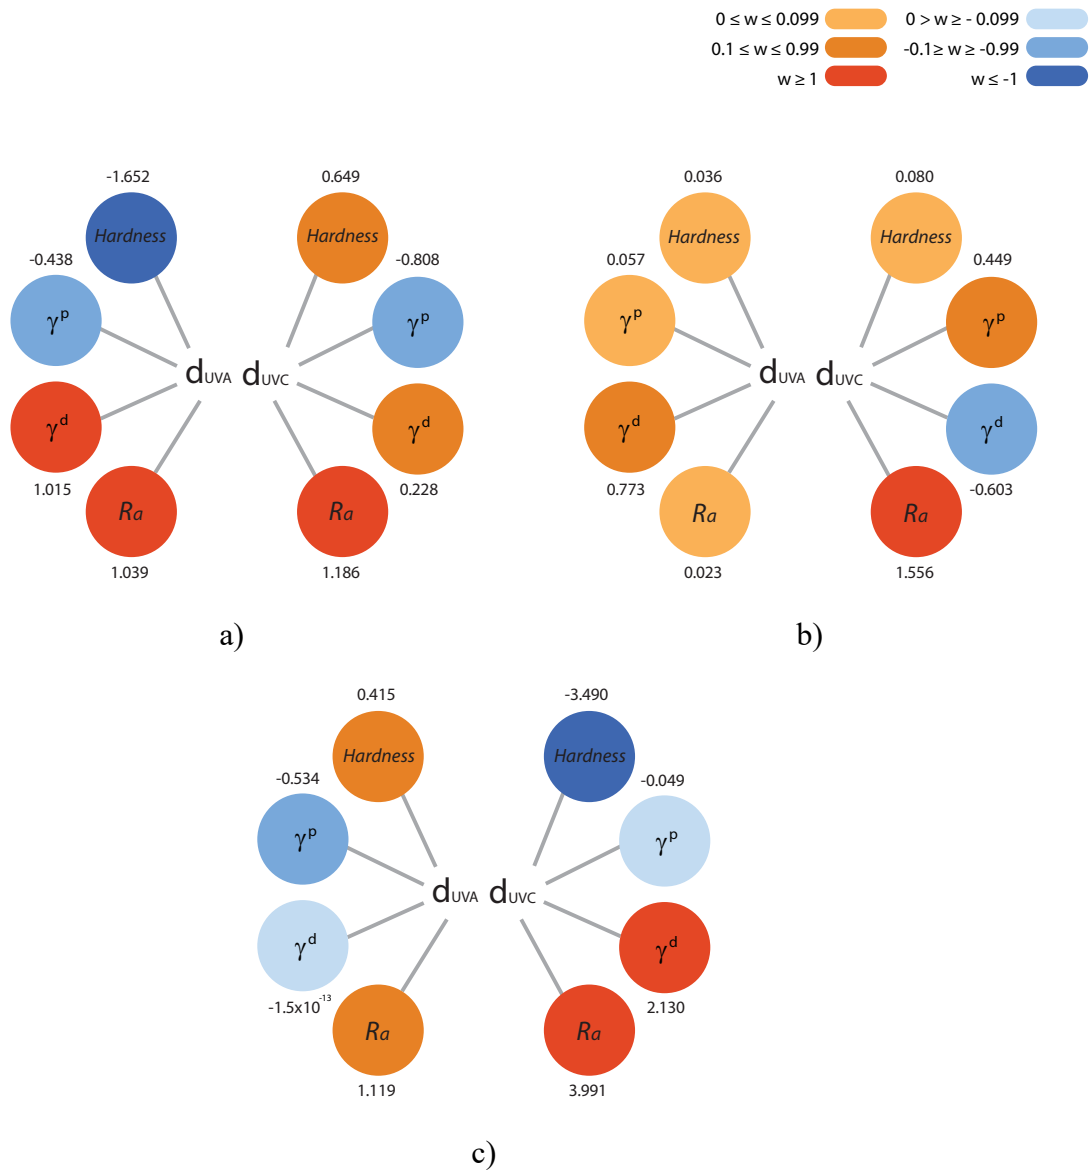 0 ≤ w ≤ 0.099 0 > w ≥ - 0.099
0.1 ≤ w ≤ 0.99 -0.1≥ w ≥ -0.99
w ≥ 1 w ≤ -1
-1.652 0.649
Hardness Hardness
-0.438 -0.808
γᵖ γᵖ
dUVA dUVC
γᵈ γᵈ
1.015 0.228
Ra Ra
1.039 1.186
a)
0.036 0.080
Hardness Hardness
0.057 0.449
γᵖ γᵖ
dUVA dUVC
γᵈ γᵈ
0.773 -0.603
Ra Ra
0.023 1.556
b)
0.415 -3.490
Hardness Hardness
-0.534 -0.049
γᵖ γᵖ
dUVA dUVC
γᵈ γᵈ
-1.5x10⁻¹³ 2.130
Ra Ra
1.119 3.991
c)